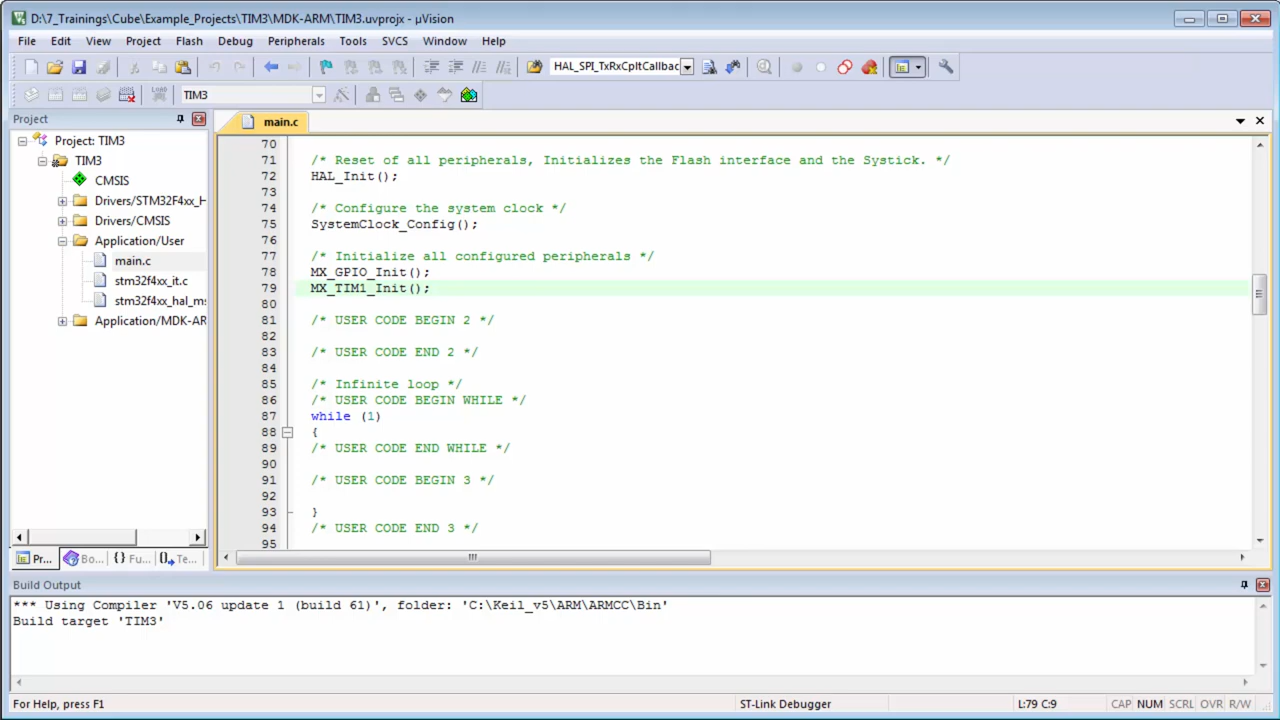 D:\7_Trainings\Cube\Example_Projects\TIM3\MDK-ARM\TIM3.uvprojx - µVision
File Edit View Project Flash Debug Peripherals Tools SVCS Window Help
HAL_SPI_TxRxCpltCallbac
LOAD
TIM3
Project
main.c
Project: TIM3
TIM3
CMSIS
Drivers/STM32F4xx_H
Drivers/CMSIS
Application/User
main.c
stm32f4xx_it.c
stm32f4xx_hal_ms
Application/MDK-AR
Pr... Bo... {} Fu... Te...
70
71 /* Reset of all peripherals, Initializes the Flash interface and the Systick. */
72 HAL_Init();
73
74 /* Configure the system clock */
75 SystemClock_Config();
76
77 /* Initialize all configured peripherals */
78 MX_GPIO_Init();
79 MX_TIM1_Init();
80
81 /* USER CODE BEGIN 2 */
82
83 /* USER CODE END 2 */
84
85 /* Infinite loop */
86 /* USER CODE BEGIN WHILE */
87 while (1)
88 {
89 /* USER CODE END WHILE */
90
91 /* USER CODE BEGIN 3 */
92
93 }
94 /* USER CODE END 3 */
95
Build Output
*** Using Compiler 'V5.06 update 1 (build 61)', folder: 'C:\Keil_v5\ARM\ARMCC\Bin'
Build target 'TIM3'
For Help, press F1
ST-Link Debugger
L:79 C:9
CAP NUM SCRL OVR R/W